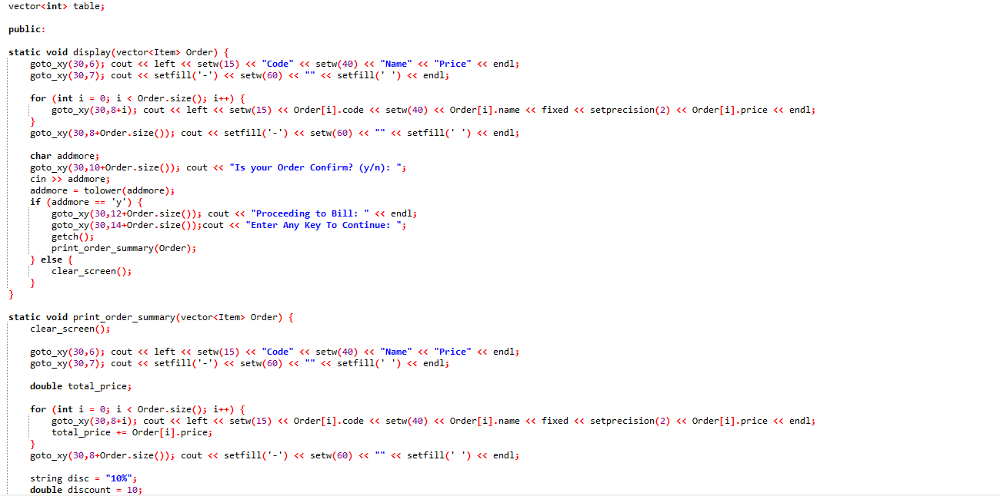 vector<int> table;
public:
static void display(vector<Item> Order) {
goto_xy(30,6); cout << left << setw(15) << "Code" << setw(40) << "Name" << "Price" << endl;
goto_xy(30,7); cout << setfill('-') << setw(60) << "" << setfill(' ') << endl;
for (int i = 0; i < Order.size(); i++) {
goto_xy(30,8+i); cout << left << setw(15) << Order[i].code << setw(40) << Order[i].name << fixed << setprecision(2) << Order[i].price << endl;
}
goto_xy(30,8+Order.size()); cout << setfill('-') << setw(60) << "" << setfill(' ') << endl;
char addmore;
goto_xy(30,10+Order.size()); cout << "Is your Order Confirm? (y/n): ";
cin >> addmore;
addmore = tolower(addmore);
if (addmore == 'y') {
goto_xy(30,12+Order.size()); cout << "Proceeding to Bill: " << endl;
goto_xy(30,14+Order.size());cout << "Enter Any Key To Continue: ";
getch();
print_order_summary(Order);
} else {
clear_screen();
}
}
static void print_order_summary(vector<Item> Order) {
clear_screen();
goto_xy(30,6); cout << left << setw(15) << "Code" << setw(40) << "Name" << "Price" << endl;
goto_xy(30,7); cout << setfill('-') << setw(60) << "" << setfill(' ') << endl;
double total_price;
for (int i = 0; i < Order.size(); i++) {
goto_xy(30,8+i); cout << left << setw(15) << Order[i].code << setw(40) << Order[i].name << fixed << setprecision(2) << Order[i].price << endl;
total_price += Order[i].price;
}
goto_xy(30,8+Order.size()); cout << setfill('-') << setw(60) << "" << setfill(' ') << endl;
string disc = "10%";
double discount = 10;